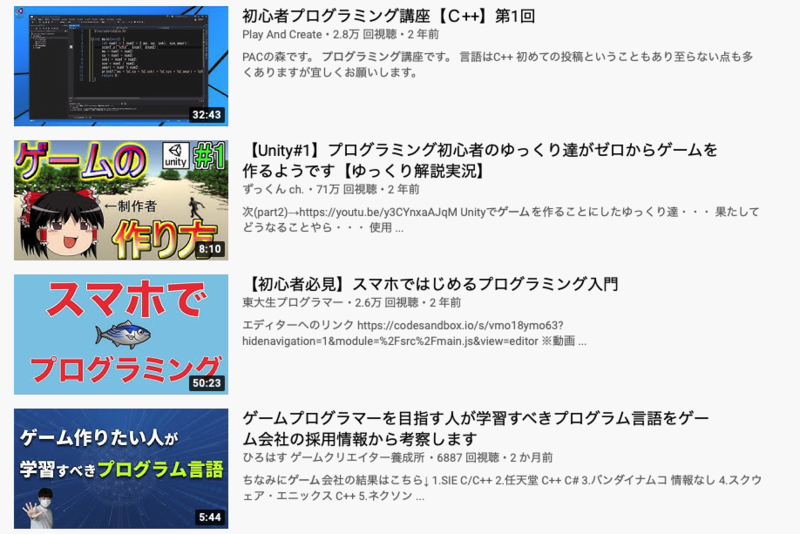 初心者プログラミング講座【C++】第1回
Play And Create・2.8万 回視聴・2 年前
PACの森です。 プログラミング講座です。 言語はC++ 初めての投稿ということもあり至らない点も多
くありますが宜しくお願いします。
32:43
ゲームの
unity
#1
←制作者
作り方
8:10
【Unity#1】プログラミング初心者のゆっくり達がゼロからゲームを
作るようです【ゆっくり解説実況】
ずっくん ch.・71万 回視聴・2 年前
次(part2)→https://youtu.be/y3CYnxaAJqM Unityでゲームを作ることにしたゆっくり達・・・ 果たして
どうなることやら・・・ 使用 ...
スマホで
プログラミング
50:23
【初心者必見】スマホではじめるプログラミング入門
東大生プログラマー・2.6万 回視聴・2 年前
エディターへのリンク https://codesandbox.io/s/vmo18ymo63?
hidenavigation=1&module=%2Fsrc%2Fmain.js&view=editor ※動画 ...
ゲーム作りたい人が
学習すべきプログラム言語
5:44
ゲームプログラマーを目指す人が学習すべきプログラム言語をゲー
ム会社の採用情報から考察します
ひろはす ゲームクリエイター養成所・6887 回視聴・2 か月前
ちなみにゲーム会社の結果はこちら↓ 1.SIE C/C++ 2.任天堂 C++ C# 3.バンダイナムコ 情報なし 4.スクウ
ェア・エニックス C++ 5.ネクソン ...